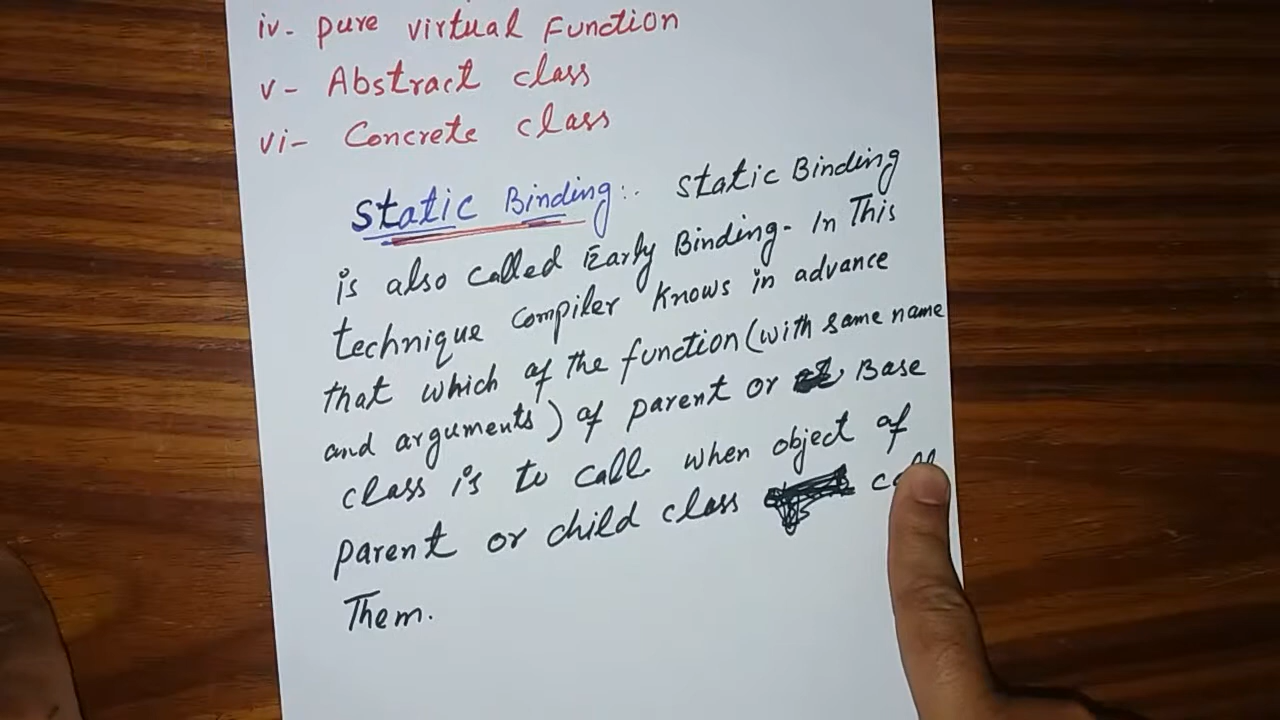 iv- pure virtual Function
v- Abstract class
vi- Concrete class
Static Binding:. Static Binding
is also called Early Binding- In This
technique compiler knows in advance
that which of the function (with same name
and arguments) of parent or Base
class is to call when object of
parent or child class
Them.